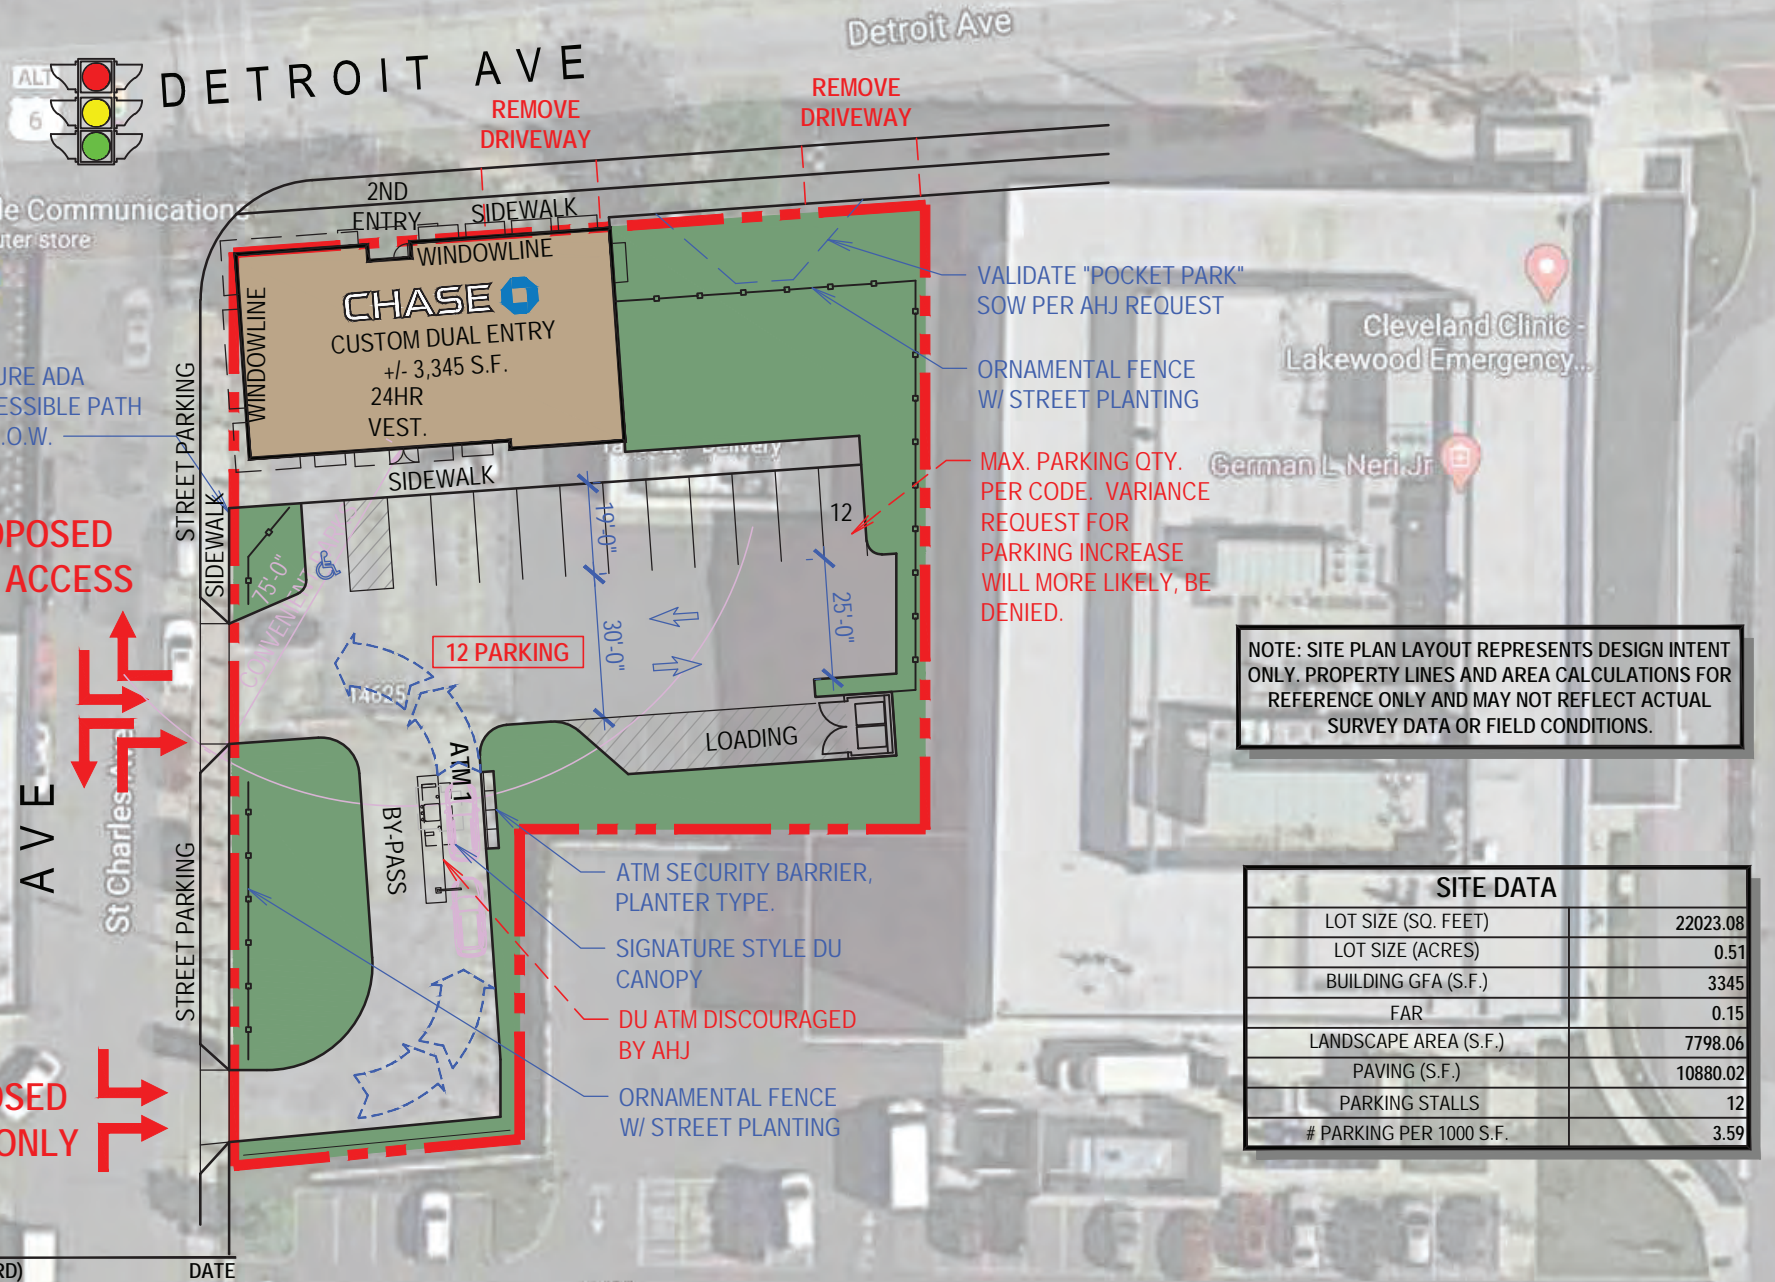 Detroit Ave
ALT
6
DETROIT AVE
REMOVE
DRIVEWAY
REMOVE
DRIVEWAY
le Communications
uter store
2ND
ENTRY
SIDEWALK
WINDOWLINE
WINDOWLINE
CHASE
CUSTOM DUAL ENTRY
+/- 3,345 S.F.
24HR
VEST.
SIDEWALK
STREET PARKING
SIDEWALK
URE ADA
ESSIBLE PATH
.O.W.
OPOSED
ACCESS
VALIDATE "POCKET PARK"
SOW PER AHJ REQUEST
ORNAMENTAL FENCE
W/ STREET PLANTING
MAX. PARKING QTY.
PER CODE. VARIANCE
REQUEST FOR
PARKING INCREASE
WILL MORE LIKELY, BE
DENIED.
Cleveland Clinic -
Lakewood Emergency...
German L Neri Jr
Delivery
12
19'-0"
30'-0"
25'-0"
75'-0"
12 PARKING
14625
LOADING
ATM 1
BY-PASS
AVE
St Charles Ave
STREET PARKING
NOTE: SITE PLAN LAYOUT REPRESENTS DESIGN INTENT
ONLY. PROPERTY LINES AND AREA CALCULATIONS FOR
REFERENCE ONLY AND MAY NOT REFLECT ACTUAL
SURVEY DATA OR FIELD CONDITIONS.
ATM SECURITY BARRIER,
PLANTER TYPE.
SIGNATURE STYLE DU
CANOPY
DU ATM DISCOURAGED
BY AHJ
ORNAMENTAL FENCE
W/ STREET PLANTING
OSED
ONLY
SITE DATA
LOT SIZE (SQ. FEET) 22023.08
LOT SIZE (ACRES) 0.51
BUILDING GFA (S.F.) 3345
FAR 0.15
LANDSCAPE AREA (S.F.) 7798.06
PAVING (S.F.) 10880.02
PARKING STALLS 12
# PARKING PER 1000 S.F. 3.59
RD)
DATE